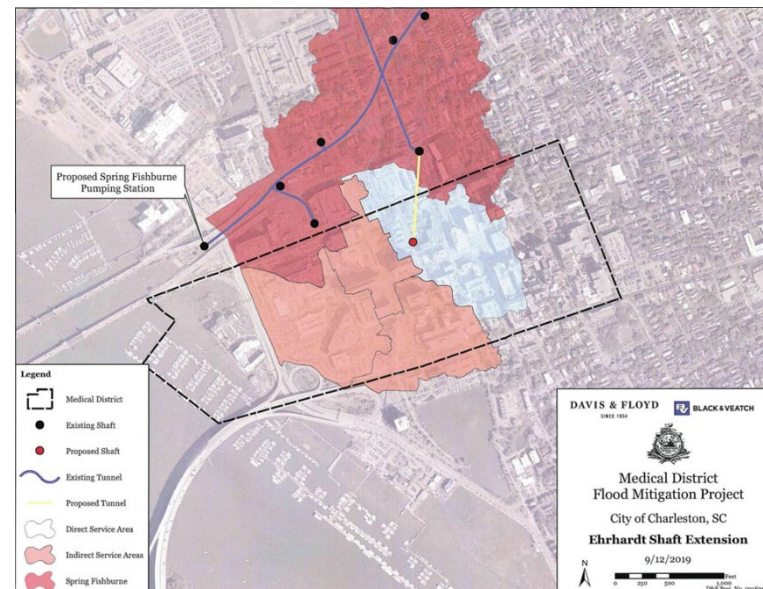 Proposed Spring Fishburne
Pumping Station
Legend
Medical District
Existing Shaft
Proposed Shaft
Existing Tunnel
Proposed Tunnel
Direct Service Area
Indirect Service Areas
Spring Fishburne
DAVIS & FLOYD
SINCE 1954
BV BLACK & VEATCH
Medical District
Flood Mitigation Project
City of Charleston, SC
Ehrhardt Shaft Extension
9/12/2019
N
Feet
0 250 500 1,000